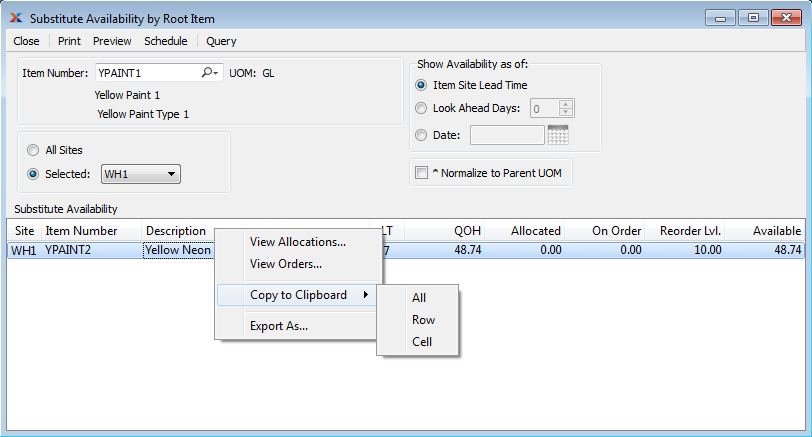 Substitute Availability by Root Item
Close Print Preview Schedule Query
Item Number: YPAINT1 UOM: GL
Yellow Paint 1
Yellow Paint Type 1
Show Availability as of:
Item Site Lead Time
Look Ahead Days: 0
Date:
All Sites
Selected: WH1
^ Normalize to Parent UOM
Substitute Availability
Site Item Number Description LT QOH Allocated On Order Reorder Lvl. Available
WH1 YPAINT2 Yellow Neon 7 48.74 0.00 0.00 10.00 48.74
View Allocations...
View Orders...
Copy to Clipboard
Export As...
All
Row
Cell